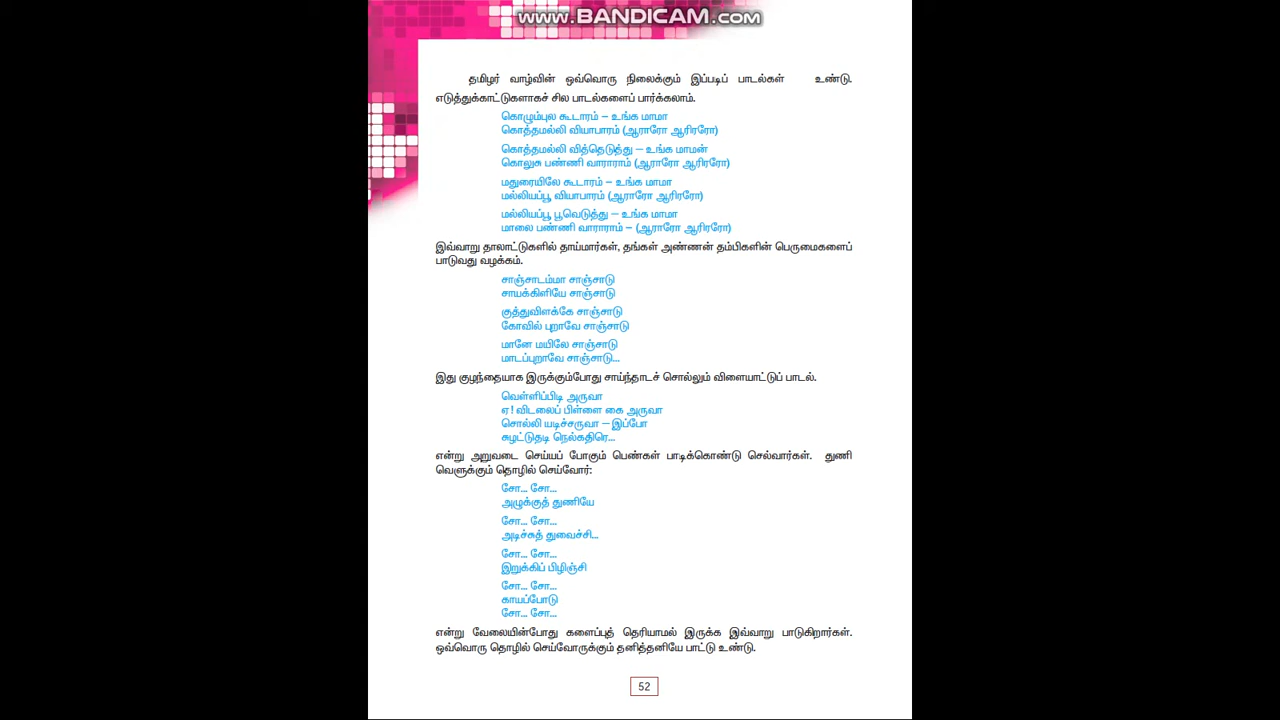 www.BANDICAM.com
தமிழர் வாழ்வின் ஒவ்வொரு நிலைக்கும் இப்படிப் பாடல்கள் உண்டு.
எடுத்துக்காட்டுகளாகச் சில பாடல்களைப் பார்க்கலாம்.
கொழும்புல கூடாரம் – உங்க மாமா
கொத்தமல்லி வியாபாரம் (ஆராரோ ஆரிரரோ)
கொத்தமல்லி வித்தெடுத்து – உங்க மாமன்
கொலுசு பண்ணி வாராராம் (ஆராரோ ஆரிரரோ)
மதுரையிலே கூடாரம் – உங்க மாமா
மல்லியப்பூ வியாபாரம் (ஆராரோ ஆரிரரோ)
மல்லியப்பூ பூவெடுத்து – உங்க மாமா
மாலை பண்ணி வாராராம் – (ஆராரோ ஆரிரரோ)
இவ்வாறு தாலாட்டுகளில் தாய்மார்கள், தங்கள் அண்ணன் தம்பிகளின் பெருமைகளைப்
பாடுவது வழக்கம்.
சாஞ்சாடம்மா சாஞ்சாடு
சாயக்கிளியே சாஞ்சாடு
குத்துவிளக்கே சாஞ்சாடு
கோவில் புறாவே சாஞ்சாடு
மானே மயிலே சாஞ்சாடு
மாடப்புறாவே சாஞ்சாடு...
இது குழந்தையாக இருக்கும்போது சாய்ந்தாடச் சொல்லும் விளையாட்டுப் பாடல்.
வெள்ளிப்பிடி அருவா
ஏ! விடலைப் பிள்ளை கை அருவா
சொல்லி யடிச்சருவா – இப்போ
சுழட்டுதடி நெல்கதிரெ...
என்று அறுவடை செய்யப் போகும் பெண்கள் பாடிக்கொண்டு செல்வார்கள். துணி
வெளுக்கும் தொழில் செய்வோர்:
சோ... சோ...
அழுக்குத் துணியே
சோ... சோ...
அடிச்சுத் துவைச்சி...
சோ... சோ...
இறுக்கிப் பிழிஞ்சி
சோ... சோ...
காயப்போடு
சோ... சோ...
என்று வேலையின்போது களைப்புத் தெரியாமல் இருக்க இவ்வாறு பாடுகிறார்கள்.
ஒவ்வொரு தொழில் செய்வோருக்கும் தனித்தனியே பாட்டு உண்டு.
52